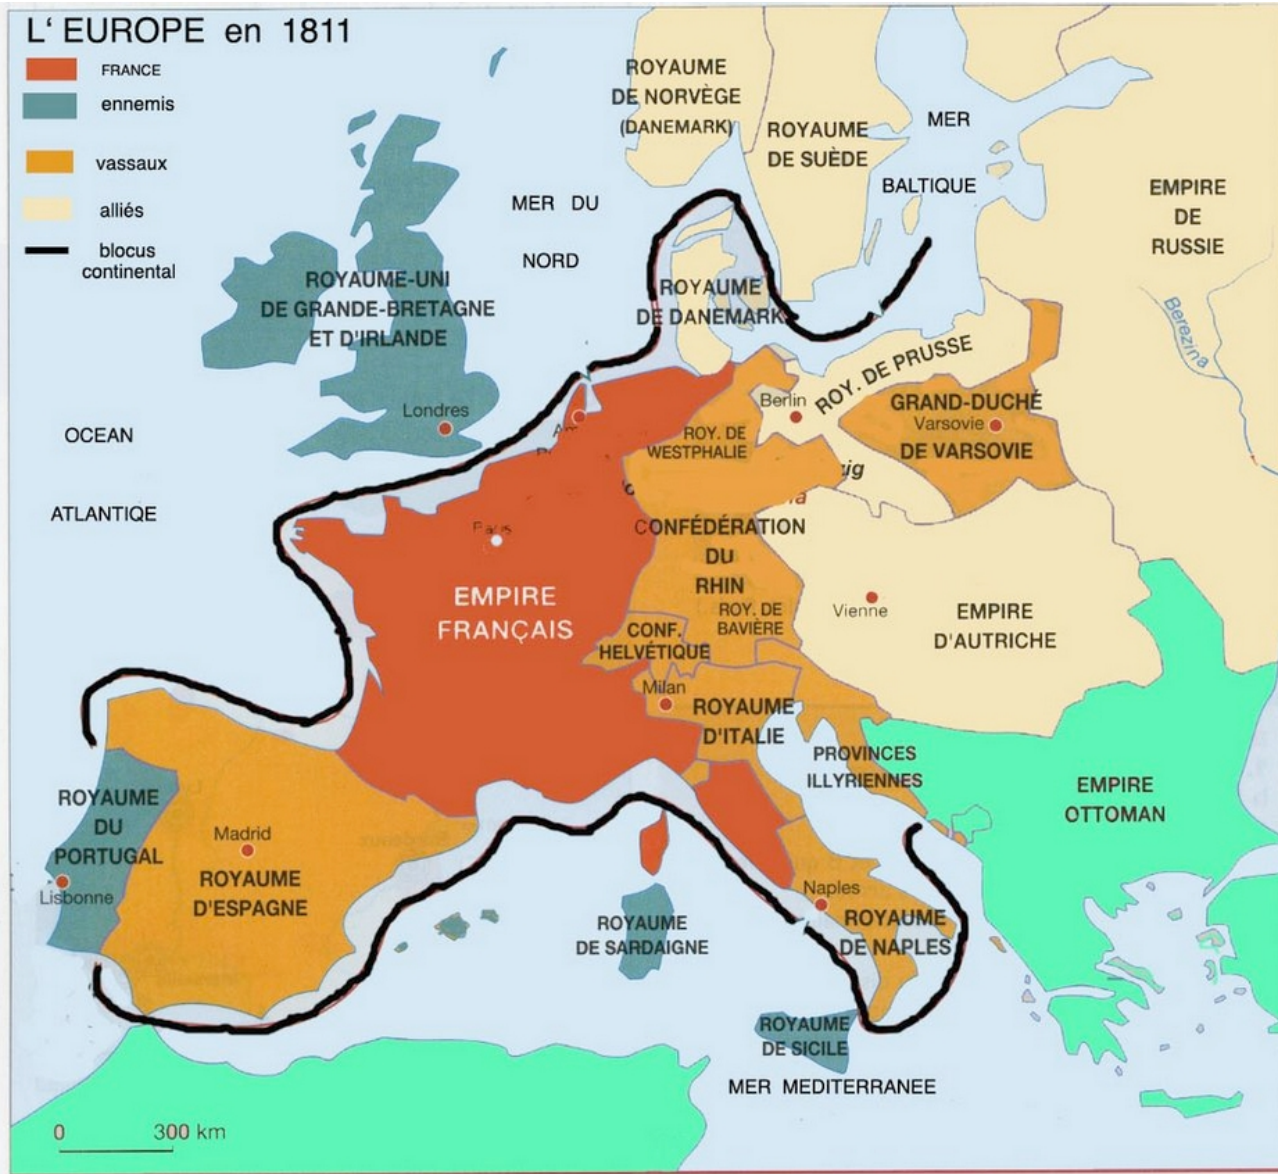 L'EUROPE en 1811
FRANCE
ennemis
vassaux
alliés
blocus
continental
ROYAUME
DE NORVÈGE
(DANEMARK)
ROYAUME
DE SUÈDE
MER
BALTIQUE
EMPIRE
DE
RUSSIE
MER DU
NORD
ROYAUME-UNI
DE GRANDE-BRETAGNE
ET D'IRLANDE
ROYAUME
DE DANEMARK
Berezina
ROY. DE PRUSSE
Londres
Berlin
GRAND-DUCHÉ
Varsovie
DE VARSOVIE
OCEAN
ATLANTIQE
ROY. DE
WESTPHALIE
CONFÉDÉRATION
DU
RHIN
Paris
EMPIRE
FRANÇAIS
ROY. DE
BAVIÈRE
Vienne
EMPIRE
D'AUTRICHE
CONF.
HELVÉTIQUE
Milan
ROYAUME
D'ITALIE
PROVINCES
ILLYRIENNES
EMPIRE
OTTOMAN
ROYAUME
DU
PORTUGAL
Lisbonne
Madrid
ROYAUME
D'ESPAGNE
Naples
ROYAUME
DE NAPLES
ROYAUME
DE SARDAIGNE
ROYAUME
DE SICILE
MER MEDITERRANEE
0 300 km